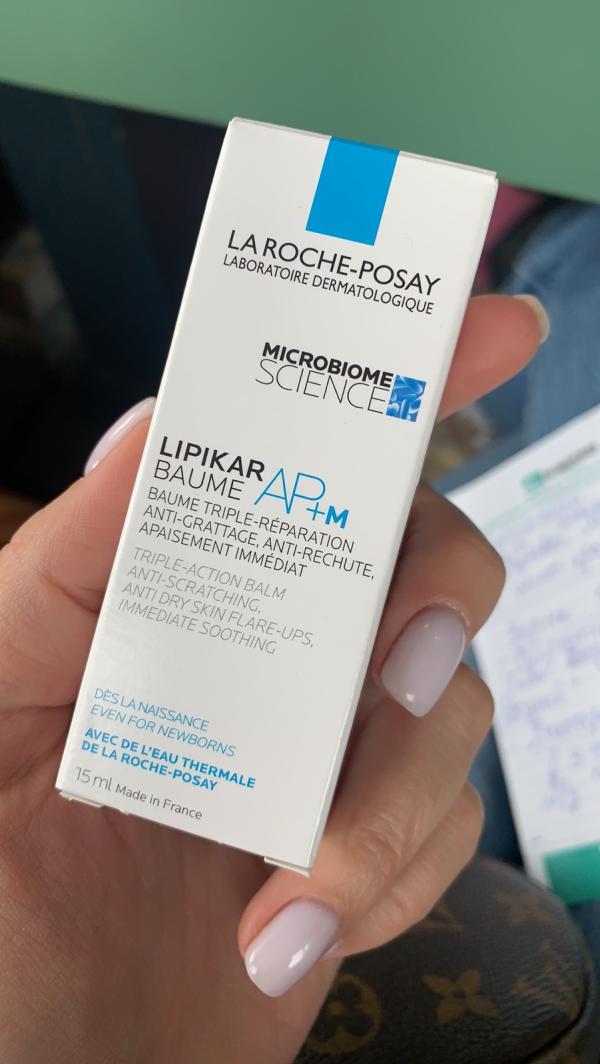 LA ROCHE-POSAY
LABORATOIRE DERMATOLOGIQUE
MICROBIOME
SCIENCE
LIPIKAR
BAUME AP+M
BAUME TRIPLE-RÉPARATION
ANTI-GRATTAGE, ANTI-RECHUTE,
APAISEMENT IMMÉDIAT
TRIPLE-ACTION BALM
ANTI-SCRATCHING,
ANTI DRY SKIN FLARE-UPS,
IMMEDIATE SOOTHING
DÈS LA NAISSANCE
EVEN FOR NEWBORNS
AVEC DE L'EAU THERMALE
DE LA ROCHE-POSAY
15 ml Made in France